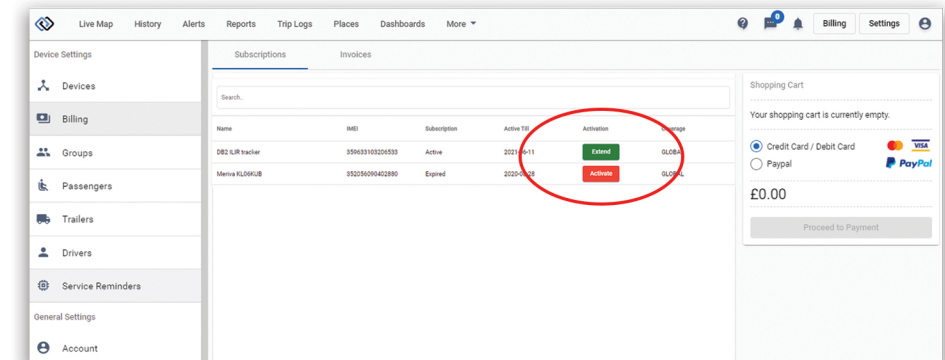 Live Map History Alerts Reports Trip Logs Places Dashboards More 0 Billing Settings
Device Settings
Devices
Billing
Groups
Passengers
Trailers
Drivers
Service Reminders
General Settings
Account
Subscriptions Invoices
Search..
Name IMEI Subscription Active Till Activation
DB2 ILIR tracker 359633103206533 Active Extend GLOBAL
Meriva KL06KUB 352056090402880 Expired Activate GLOBAL
Shopping Cart
Your shopping cart is currently empty.
Credit Card / Debit Card VISA
Paypal PayPal
£0.00
Proceed to Payment